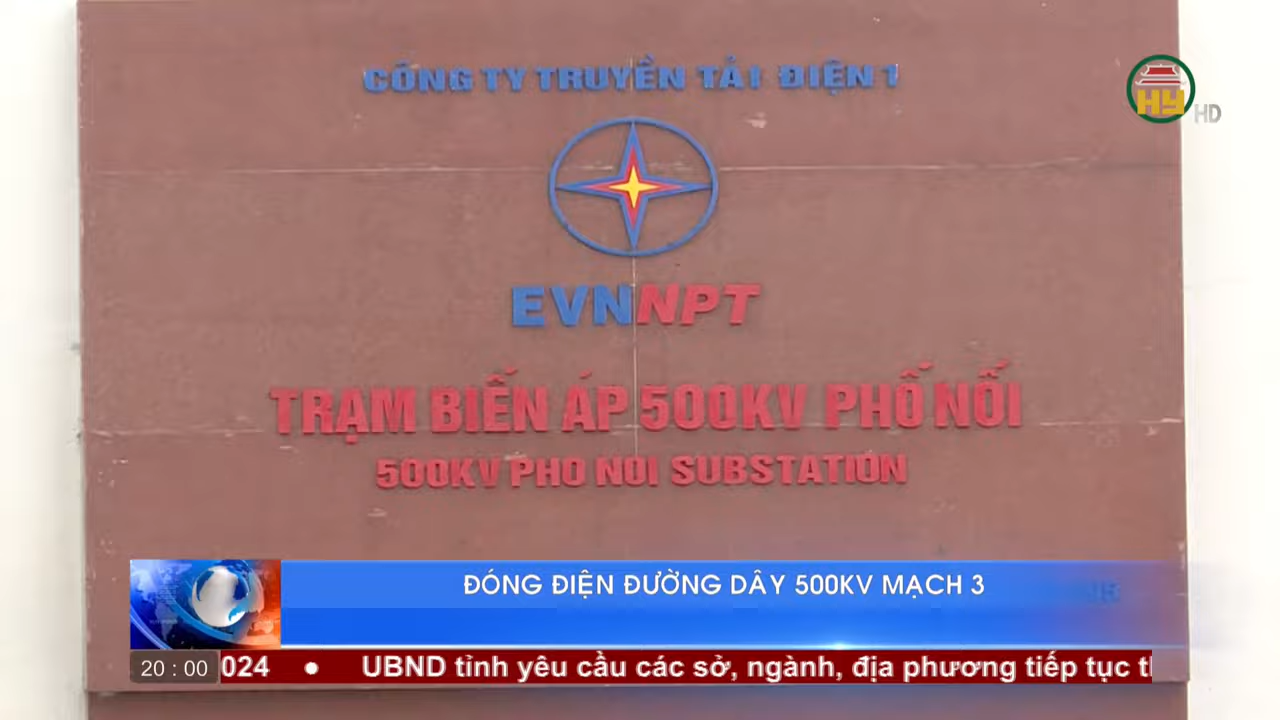 CÔNG TY TRUYỀN TẢI ĐIỆN 1
HY HD
EVNNPT
TRẠM BIẾN ÁP 500KV PHỐ NỐI
500KV PHO NOI SUBSTATION
ĐÓNG ĐIỆN ĐƯỜNG DÂY 500KV MẠCH 3
20 : 00 024 • UBND tỉnh yêu cầu các sở, ngành, địa phương tiếp tục